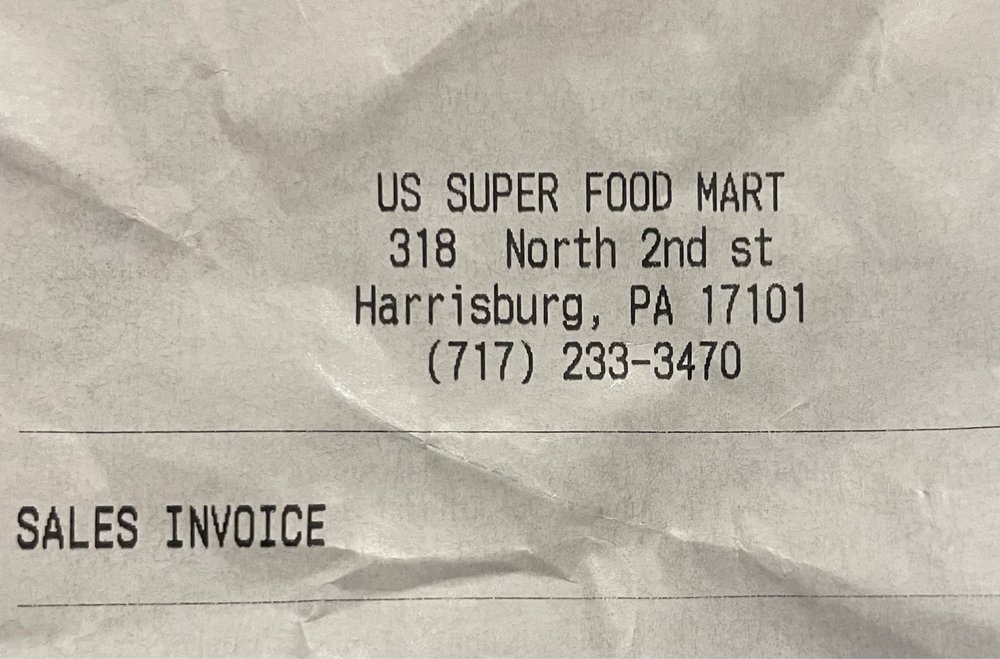 US SUPER FOOD MART
318 North 2nd st
Harrisburg, PA 17101
(717) 233-3470
SALES INVOICE